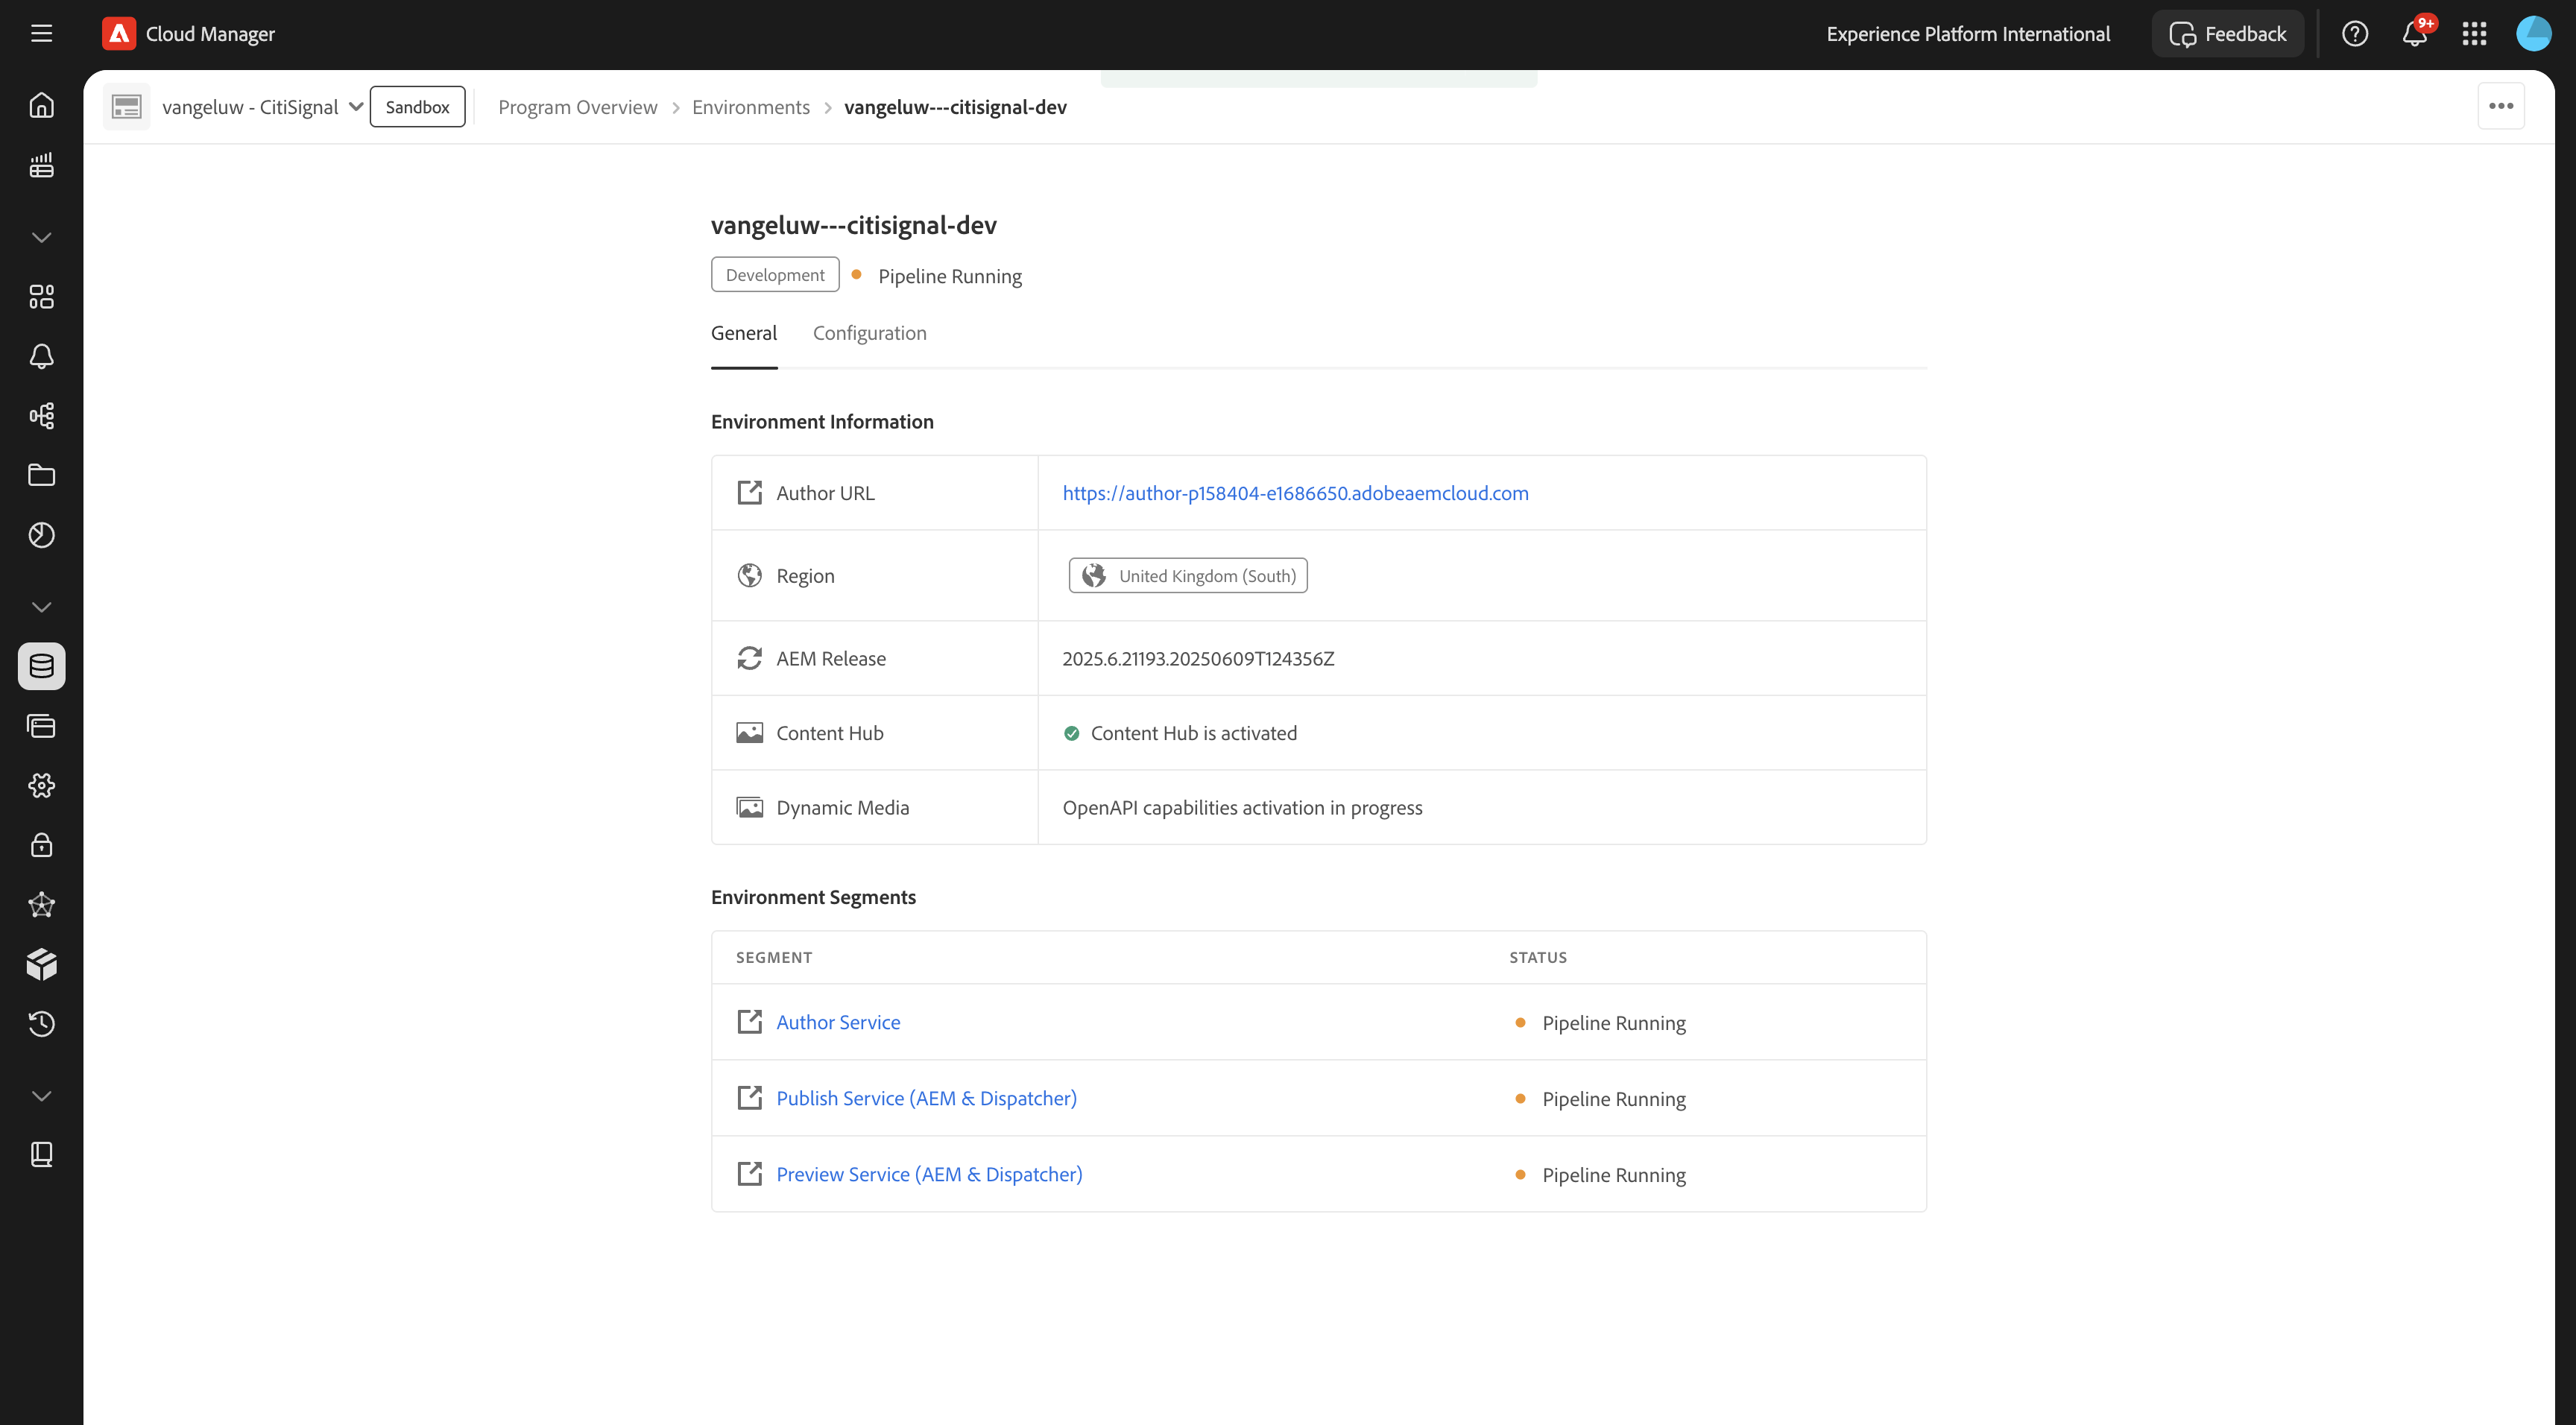 Cloud Manager
Experience Platform International
Feedback
9+
vangeluw - CitiSignal
Sandbox
Program Overview > Environments > vangeluw---citisignal-dev
vangeluw---citisignal-dev
Development
Pipeline Running
General
Configuration
Environment Information
Author URL
https://author-p158404-e1686650.adobeaemcloud.com
Region
United Kingdom (South)
AEM Release
2025.6.21193.20250609T124356Z
Content Hub
Content Hub is activated
Dynamic Media
OpenAPI capabilities activation in progress
Environment Segments
SEGMENT
STATUS
Author Service
Pipeline Running
Publish Service (AEM & Dispatcher)
Pipeline Running
Preview Service (AEM & Dispatcher)
Pipeline Running